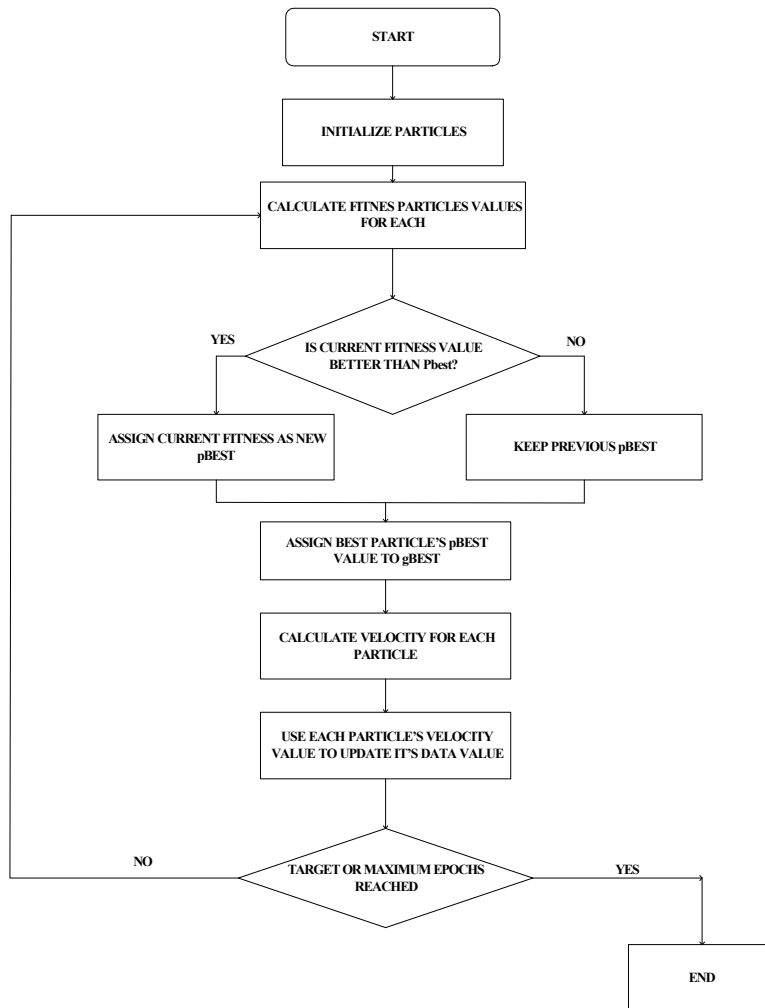 START
INITIALIZE PARTICLES
CALCULATE FITNES PARTICLES VALUES
FOR EACH
YES
IS CURRENT FITNESS VALUE
BETTER THAN Pbest?
NO
ASSIGN CURRENT FITNESS AS NEW
pBEST
KEEP PREVIOUS pBEST
ASSIGN BEST PARTICLE'S pBEST
VALUE TO gBEST
CALCULATE VELOCITY FOR EACH
PARTICLE
USE EACH PARTICLE'S VELOCITY
VALUE TO UPDATE IT'S DATA VALUE
NO
TARGET OR MAXIMUM EPOCHS
REACHED
YES
END